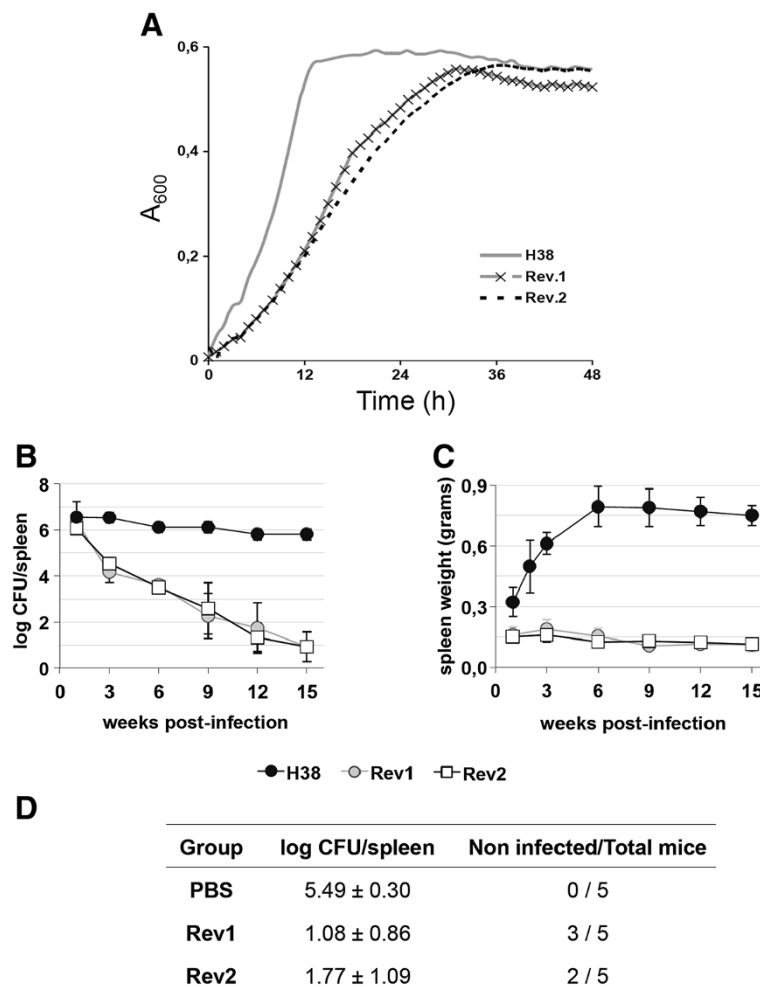 A
A600
0,6
0,4
0,2
0
0 12 24 36 48
Time (h)
H38
Rev.1
Rev.2
B
log CFU/spleen
8
6
4
2
0
0 3 6 9 12 15
weeks post-infection
C
spleen weight (grams)
0,9
0,6
0,3
0,0
0 3 6 9 12 15
weeks post-infection
H38 Rev1 Rev2
D
Group log CFU/spleen Non infected/Total mice
PBS 5.49 ± 0.30 0 / 5
Rev1 1.08 ± 0.86 3 / 5
Rev2 1.77 ± 1.09 2 / 5